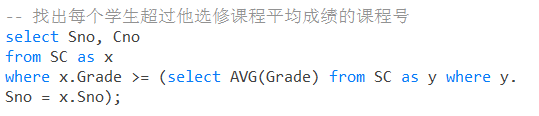 -- 找出每个学生超过他选修课程平均成绩的课程号
select Sno, Cno
from SC as x
where x.Grade >= (select AVG(Grade) from SC as y where y.
Sno = x.Sno);